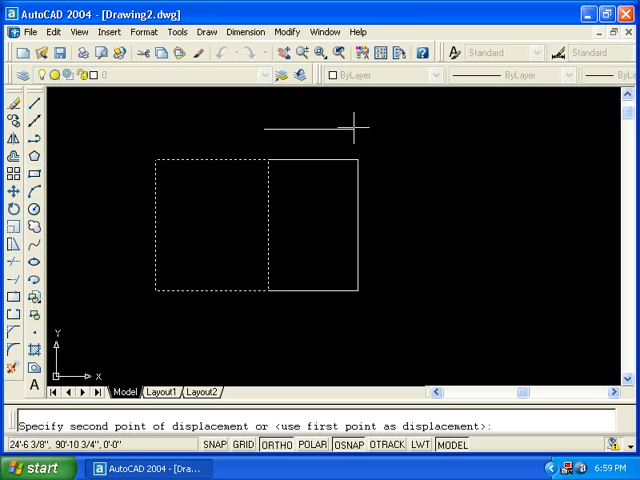 AutoCAD 2004 - [Drawing2.dwg]
File Edit View Insert Format Tools Draw Dimension Modify Window Help
Standard Standard
0 ByLayer ByLayer ByLa
Y
X
Model Layout1 Layout2
Specify second point of displacement or <use first point as displacement>:
24'-6 3/8", 90'-10 3/4", 0'-0" SNAP GRID ORTHO POLAR OSNAP OTRACK LWT MODEL
start AutoCAD 2004 - [Dra... 6:59 PM